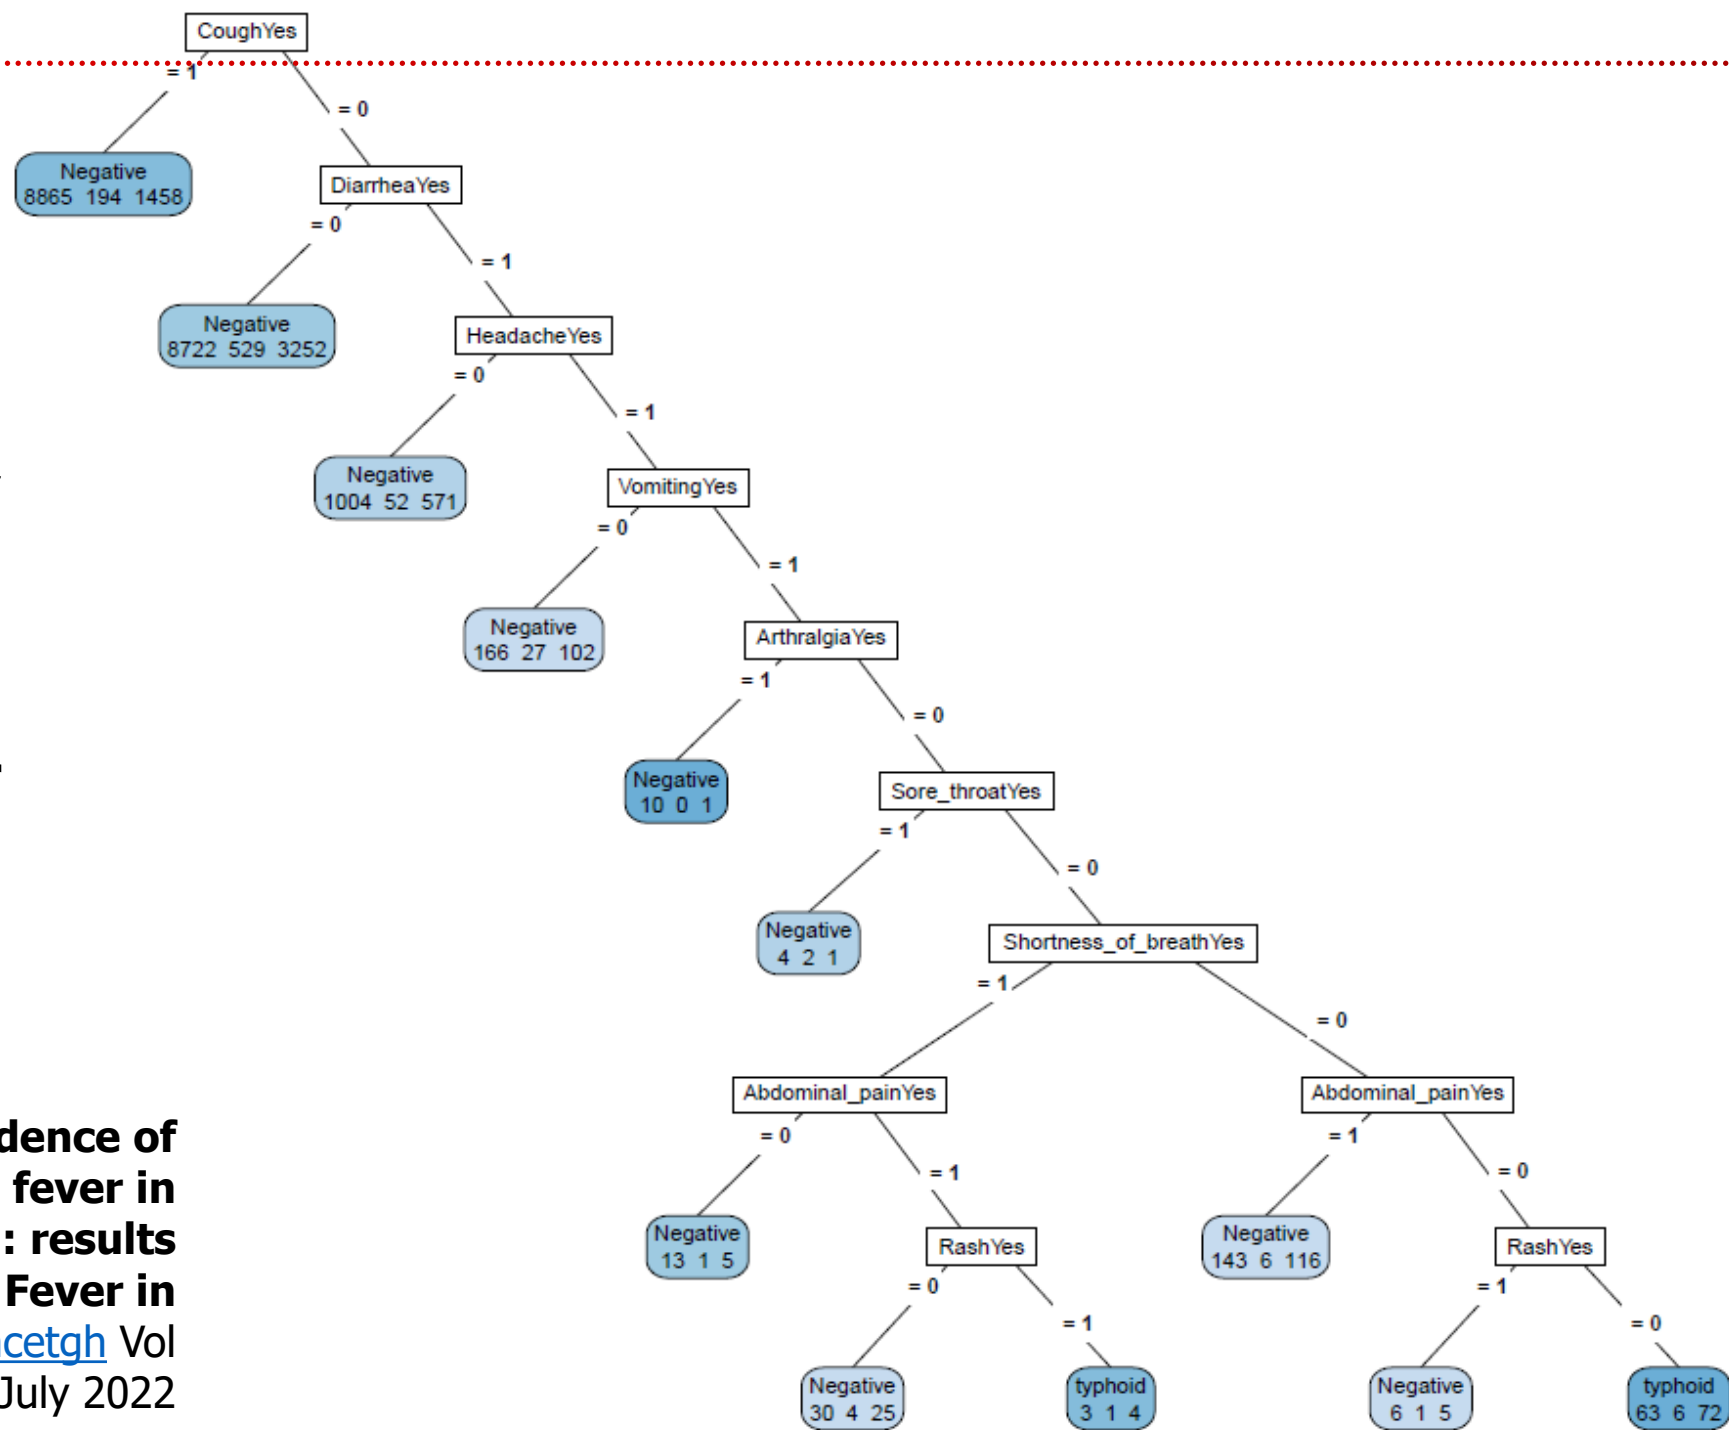 CoughYes
= 1
= 0
Negative
8865 194 1458
DiarrheaYes
= 0
= 1
Negative
8722 529 3252
HeadacheYes
= 0
= 1
Negative
1004 52 571
VomitingYes
= 0
= 1
Negative
166 27 102
ArthralgiaYes
= 1
= 0
Negative
10 0 1
Sore_throatYes
= 1
= 0
Negative
4 2 1
Shortness_of_breathYes
= 1
= 0
Abdominal_painYes
Abdominal_painYes
= 0
= 1
= 1
= 0
Negative
13 1 5
RashYes
Negative
143 6 116
RashYes
= 0
= 1
= 1
= 0
Negative
30 4 25
typhoid
3 1 4
Negative
6 1 5
typhoid
63 6 72
dence of
fever in
: results
Fever in
cetgh Vol
July 2022